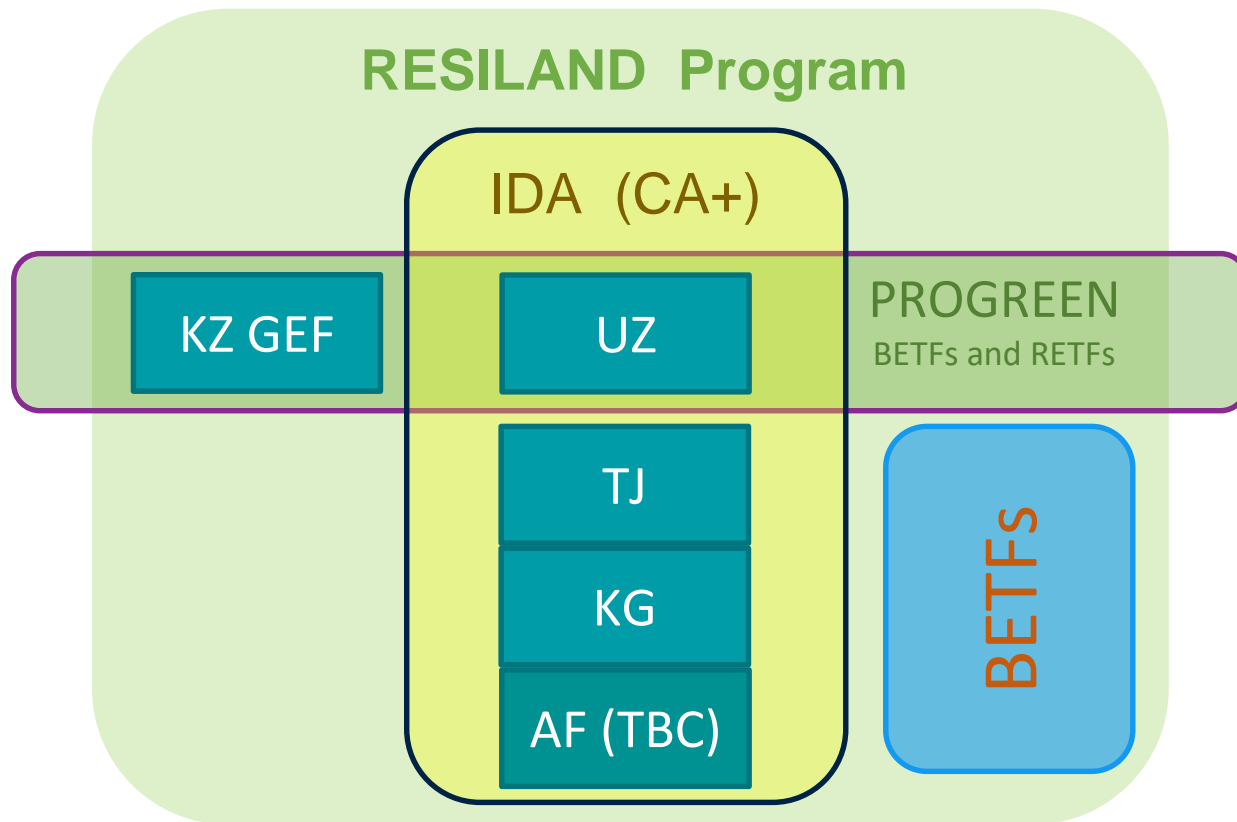 RESILAND Program
IDA (CA+)
KZ GEF
UZ
PROGREEN
BETFs and RETFs
TJ
KG
AF (TBC)
BETFs